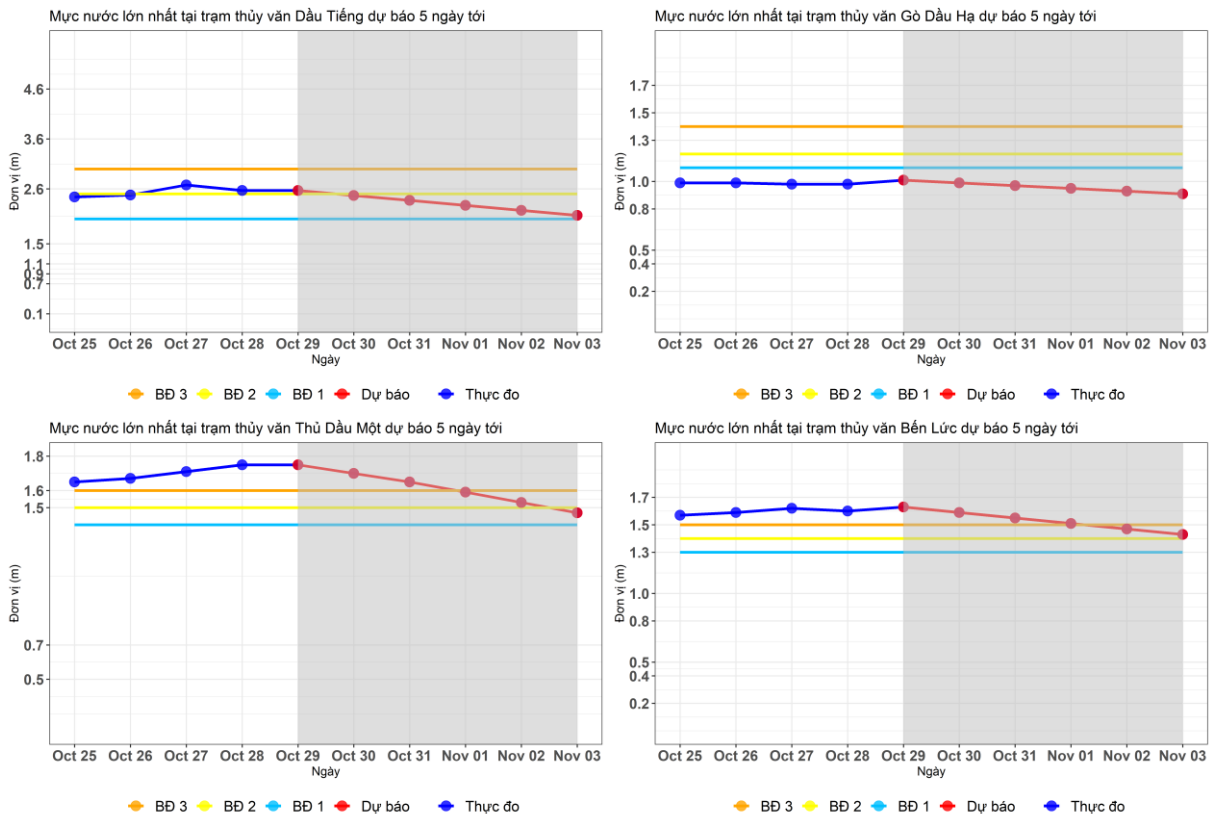 Mực nước lớn nhất tại trạm thủy văn Dầu Tiếng dự báo 5 ngày tới
Đơn vị (m)
4.6
3.6
2.6
1.5
1.1
0.9
0.7
0.1
Oct 25 Oct 26 Oct 27 Oct 28 Oct 29 Oct 30 Oct 31 Nov 01 Nov 02 Nov 03
Ngày
BĐ 3 BĐ 2 BĐ 1 Dự báo Thực đo
Mực nước lớn nhất tại trạm thủy văn Gò Dầu Hạ dự báo 5 ngày tới
Đơn vị (m)
1.7
1.5
1.3
1.0
0.8
0.5
0.4
0.2
Oct 25 Oct 26 Oct 27 Oct 28 Oct 29 Oct 30 Oct 31 Nov 01 Nov 02 Nov 03
Ngày
BĐ 3 BĐ 2 BĐ 1 Dự báo Thực đo
Mực nước lớn nhất tại trạm thủy văn Thủ Dầu Một dự báo 5 ngày tới
Đơn vị (m)
1.8
1.6
1.5
0.7
0.5
Oct 25 Oct 26 Oct 27 Oct 28 Oct 29 Oct 30 Oct 31 Nov 01 Nov 02 Nov 03
Ngày
BĐ 3 BĐ 2 BĐ 1 Dự báo Thực đo
Mực nước lớn nhất tại trạm thủy văn Bến Lức dự báo 5 ngày tới
Đơn vị (m)
1.7
1.5
1.3
1.0
0.8
0.5
0.4
0.2
Oct 25 Oct 26 Oct 27 Oct 28 Oct 29 Oct 30 Oct 31 Nov 01 Nov 02 Nov 03
Ngày
BĐ 3 BĐ 2 BĐ 1 Dự báo Thực đo